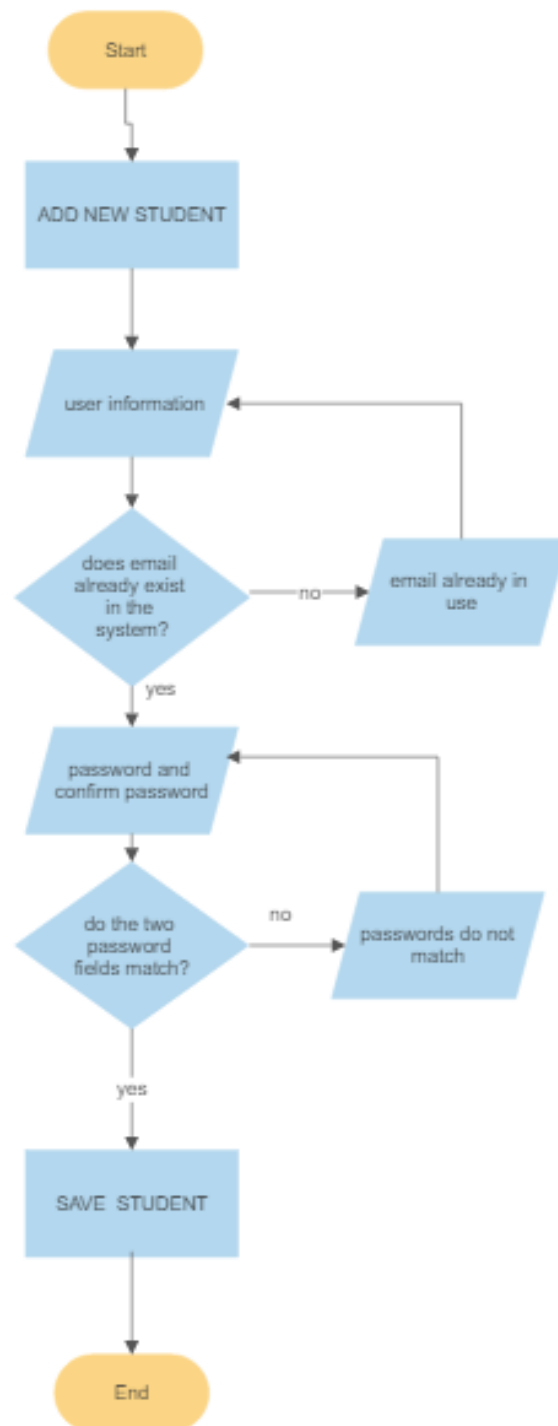 Start
ADD NEW STUDENT
user information
does email
already exist
in the
system?
no
email already in
use
yes
password and
confirm password
do the two
password
fields match?
no
passwords do not
match
yes
SAVE STUDENT
End